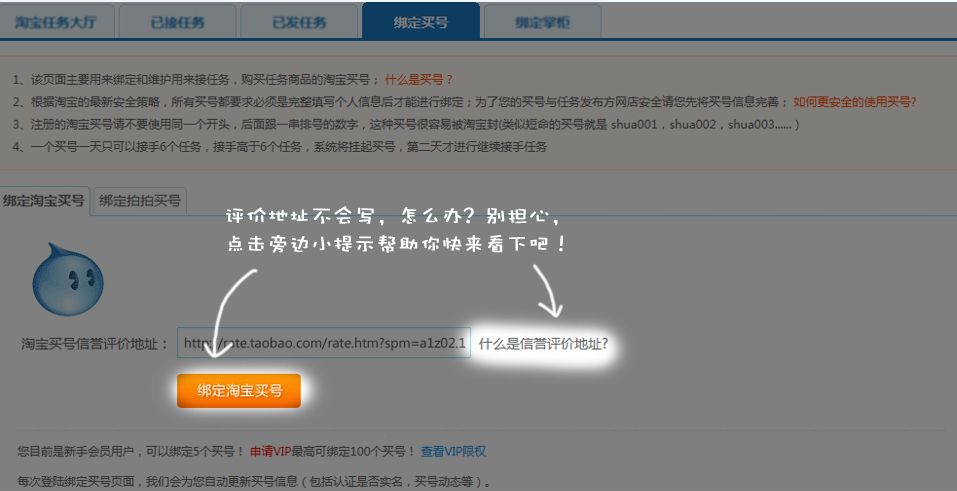 淘宝任务大厅 已接任务 已发任务 绑定买号 绑定掌柜
1、该页面主要用来绑定和维护用来接任务，购买任务商品的淘宝买号； 什么是买号？
2、根据淘宝的最新安全策略，所有买号都要求必须是完整填写个人信息后才能进行绑定；为了您的买号与任务发布方网店安全请您先将买号信息完善； 如何更安全的使用买号?
3、注册的淘宝买号请不要使用同一个开头，后面跟一串排号的数字，这种买号很容易被淘宝封(类似短命的买号就是 shua001，shua002，shua003......）
4、一个买号一天只可以接手6个任务，接手高于6个任务，系统将挂起买号，第二天才进行继续接手任务
绑定淘宝买号 绑定拍拍买号
评价地址不会写，怎么办？别担心，
点击旁边小提示帮助你快来看下吧！
淘宝买号信誉评价地址： http://rate.taobao.com/rate.htm?spm=a1z02.1 什么是信誉评价地址?
绑定淘宝买号
您目前是新手会员用户，可以绑定5个买号！ 申请VIP最高可绑定100个买号！ 查看VIP限权
每次登陆绑定买号页面，我们会为您自动更新买号信息（包括认证是否实名，买号动态等）。